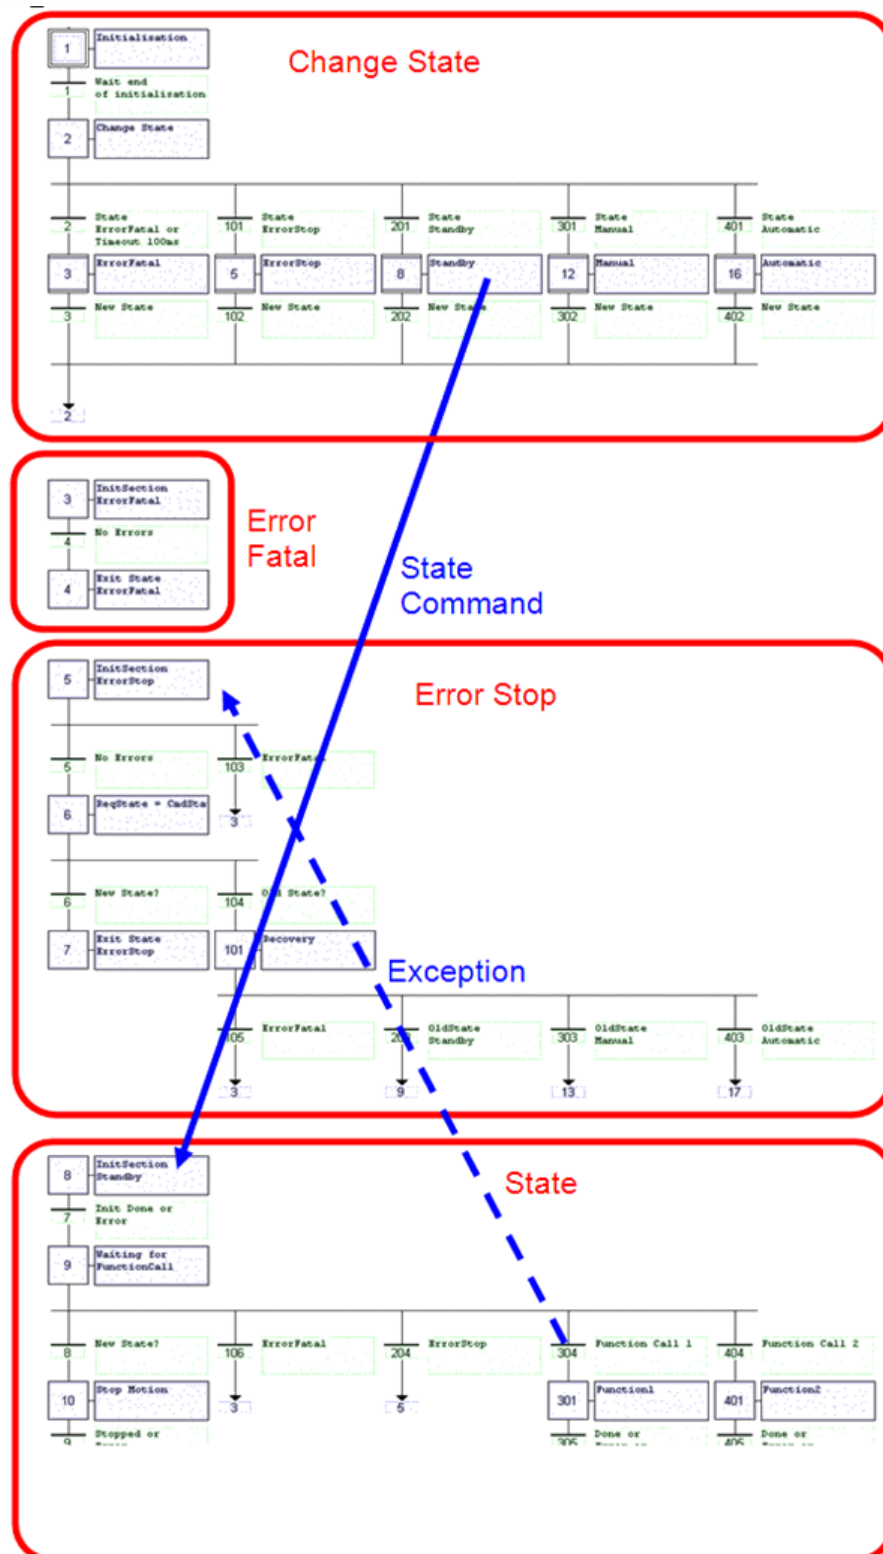 Change State
1
Initialisation
1
Wait end
of initialisation
2
Change State
2
State
ErrorFatal or
Timeout 100ms
101
State
ErrorStop
201
State
Standby
301
State
Manual
401
State
Automatic
3
ErrorFatal
5
ErrorStop
8
Standby
12
Manual
16
Automatic
3
New State
102
New State
202
New State
302
New State
402
New State
2
Error
Fatal
3
InitSection
ErrorFatal
4
No Errors
4
Exit State
ErrorFatal
State
Command
Error Stop
5
InitSection
ErrorStop
5
No Errors
103
ErrorFatal
6
ReqState = CmdSta
3
6
New State?
104
Old State?
7
Exit State
ErrorStop
101
Recovery
Exception
105
ErrorFatal
OldState
Standby
303
OldState
Manual
403
OldState
Automatic
3
9
13
17
State
8
InitSection
Standby
7
Init Done or
Error
9
Waiting for
FunctionCall
8
New State?
106
ErrorFatal
204
ErrorStop
304
Function Call 1
404
Function Call 2
10
Stop Motion
3
5
301
Function1
401
Function2
9
Stopped or
305
Done or
405
Done or